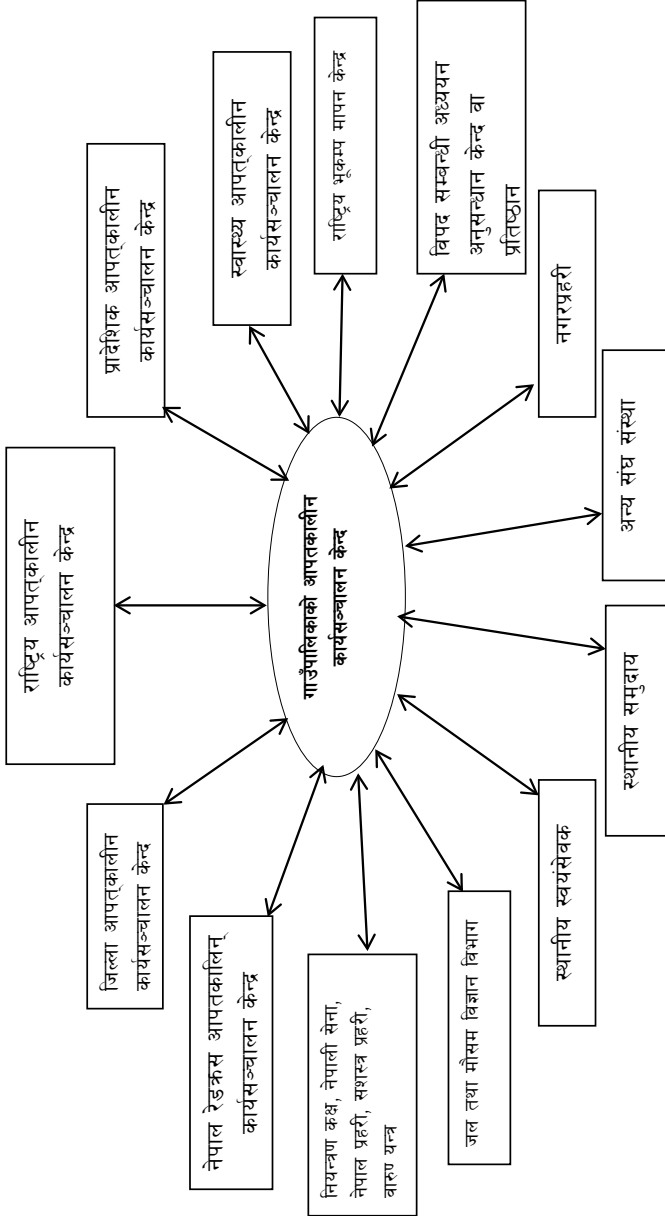 राष्ट्रिय आपत्‌कालीन
कार्यसञ्चालन केन्द्र
प्रादेशिक आपत्‌कालीन
कार्यसञ्चालन केन्द्र
स्वास्थ्य आपत्‌कालीन
कार्यसञ्चालन केन्द्र
राष्ट्रिय भूकम्प मापन केन्द्र
विपद सम्बन्धी अध्ययन
अनुसन्धान केन्द वा
प्रतिष्ठान
नगरप्रहरी
अन्य संघ संस्था
स्थानीय समुदाय
स्थानीय स्वयंसेवक
जल तथा मौसम विज्ञान विभाग
नियन्त्रण कक्ष, नेपाली सेना,
नेपाल प्रहरी, सशस्त्र प्रहरी,
वारुण यन्त्र
नेपाल रेडक्रस आपतकालिन्
कार्यसञ्चालन केन्द्र
जिल्ला आपत्‌कालीन
कार्यसञ्चालन केन्द
गाउँपालिकाको आपतकालीन
कार्यसञ्चालन केन्द